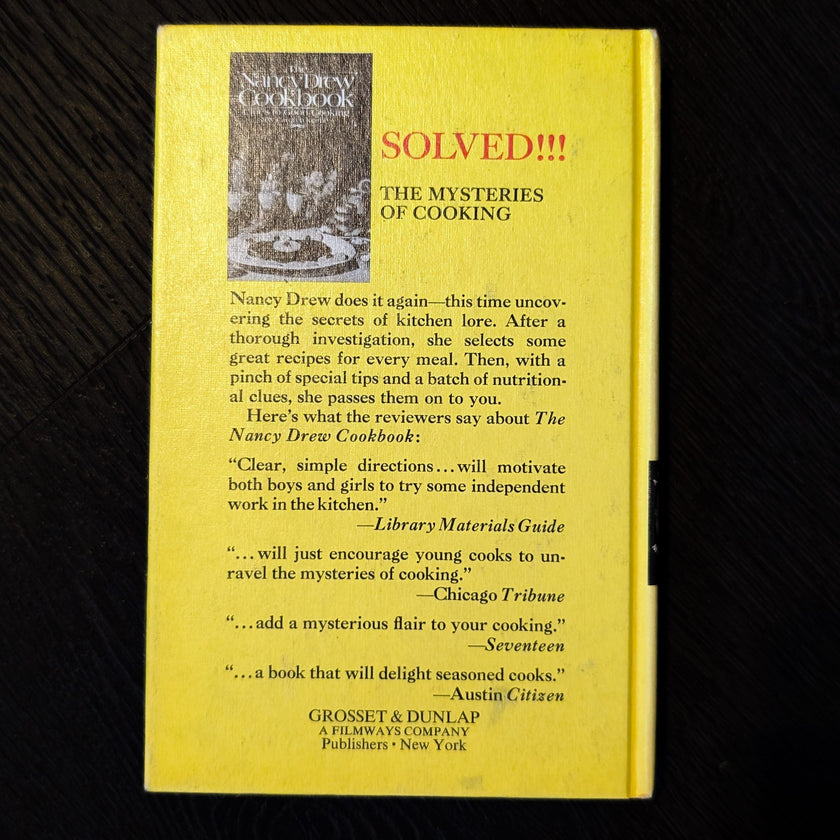 The
Nancy Drew
Cookbook
Clues to Good Cooking
SOLVED!!!
THE MYSTERIES
OF COOKING
Nancy Drew does it again—this time uncov-
ering the secrets of kitchen lore. After a
thorough investigation, she selects some
great recipes for every meal. Then, with a
pinch of special tips and a batch of nutrition-
al clues, she passes them on to you.
Here's what the reviewers say about The
Nancy Drew Cookbook:
“Clear, simple directions...will motivate
both boys and girls to try some independent
work in the kitchen.”
—Library Materials Guide
“...will just encourage young cooks to un-
ravel the mysteries of cooking.”
—Chicago Tribune
“...add a mysterious flair to your cooking.”
—Seventeen
“...a book that will delight seasoned cooks.”
—Austin Citizen
GROSSET & DUNLAP
A FILMWAYS COMPANY
Publishers • New York